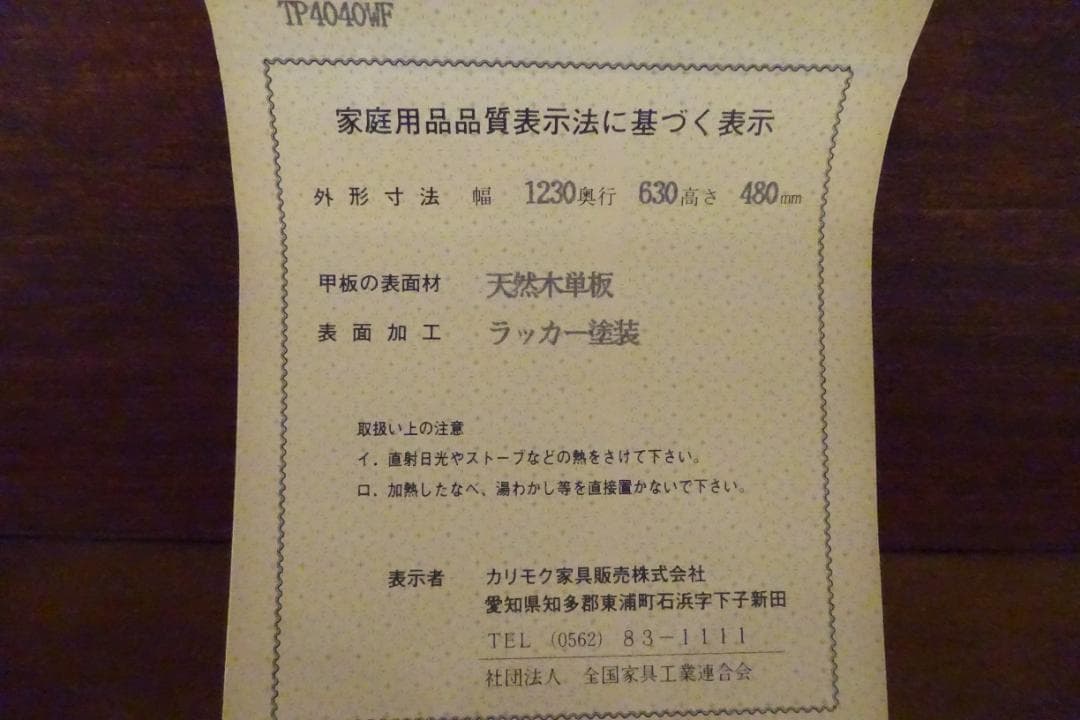 TP4040WF
家庭用品品質表示法に基づく表示
外形寸法 幅 1230奥行 630高さ 480mm
甲板の表面材 天然木単板
表面加工 ラッカー塗装
取扱い上の注意
イ．直射日光やストーブなどの熱をさけて下さい。
ロ．加熱したなべ、湯わかし等を直接置かないで下さい。
表示者 カリモク家具販売株式会社
愛知県知多郡東浦町石浜字下子新田
TEL (0562) 83－1111
社団法人 全国家具工業連合会